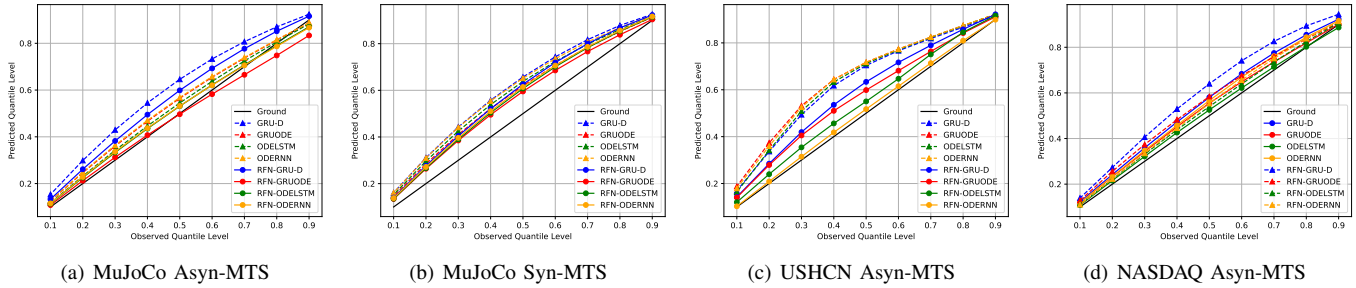 Predicted Quantile Level
0.8
0.6
0.4
0.2
0.1 0.2 0.3 0.4 0.5 0.6 0.7 0.8 0.9
Observed Quantile Level
Ground
GRU-D
GRUODE
ODELSTM
ODERNN
RFN-GRU-D
RFN-GRUODE
RFN-ODELSTM
RFN-ODERNN
(a) MuJoCo Asyn-MTS
Predicted Quantile Level
0.8
0.6
0.4
0.2
0.1 0.2 0.3 0.4 0.5 0.6 0.7 0.8 0.9
Observed Quantile Level
Ground
GRU-D
GRUODE
ODELSTM
ODERNN
RFN-GRU-D
RFN-GRUODE
RFN-ODELSTM
RFN-ODERNN
(b) MuJoCo Syn-MTS
Predicted Quantile Level
0.8
0.6
0.4
0.2
0.1 0.2 0.3 0.4 0.5 0.6 0.7 0.8 0.9
Observed Quantile Level
Ground
GRU-D
GRUODE
ODELSTM
ODERNN
RFN-GRU-D
RFN-GRUODE
RFN-ODELSTM
RFN-ODERNN
(c) USHCN Asyn-MTS
Predicted Quantile Level
0.8
0.6
0.4
0.2
0.1 0.2 0.3 0.4 0.5 0.6 0.7 0.8 0.9
Observed Quantile Level
Ground
GRU-D
GRUODE
ODELSTM
ODERNN
RFN-GRU-D
RFN-GRUODE
RFN-ODELSTM
RFN-ODERNN
(d) NASDAQ Asyn-MTS